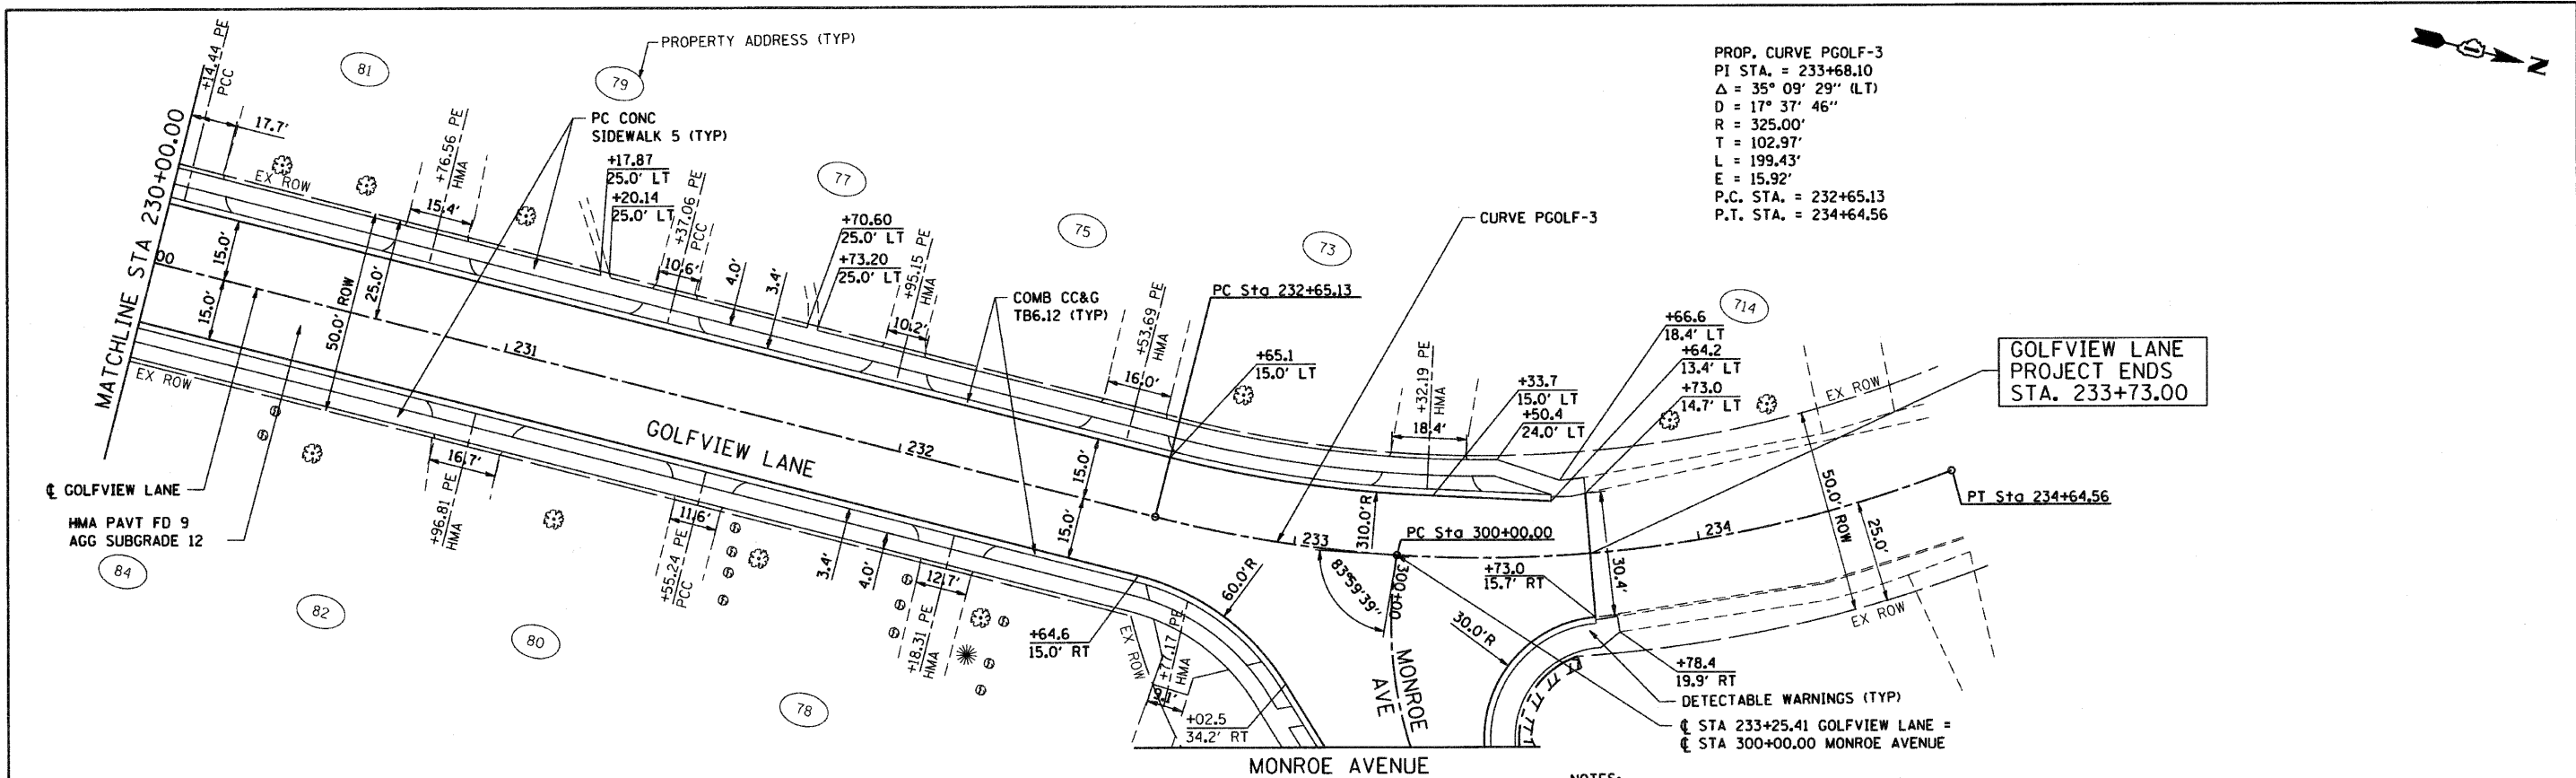 PROPERTY ADDRESS (TYP)
81
79
77
75
73
714
84
82
80
78
+14.44 PE
PCC
17.7'
MATCHLINE STA 230+00.00
EX ROW
+76.56 PE
HMA
15.4'
PC CONC
SIDEWALK 5 (TYP)
+17.87
25.0' LT
+20.14
25.0' LT
+37.06 PE
PCC
10.6'
4.0'
3.4'
+70.60
25.0' LT
+73.20
25.0' LT
+95.15 PE
HMA
10.2'
COMB CC&G
TB6.12 (TYP)
+53.69 PE
HMA
16.0'
PC Sta 232+65.13
+65.1
15.0' LT
CURVE PGOLF-3
PROP. CURVE PGOLF-3
PI STA. = 233+68.10
Δ = 35° 09' 29" (LT)
D = 17° 37' 46"
R = 325.00'
T = 102.97'
L = 199.43'
E = 15.92'
P.C. STA. = 232+65.13
P.T. STA. = 234+64.56
N
+32.19 PE
HMA
18.4'
+33.7
15.0' LT
+50.4
24.0' LT
+66.6
18.4' LT
+64.2
13.4' LT
+73.0
14.7' LT
GOLFVIEW LANE
PROJECT ENDS
STA. 233+73.00
EX ROW
50.0' ROW
25.0'
PT Sta 234+64.56
234
EX ROW
00
15.0'
15.0'
50.0' ROW
25.0'
231
232
233
GOLFVIEW LANE
15.0'
15.0'
310.0'R
PC Sta 300+00.00
83°59'39"
300+00
MONROE
AVE
+73.0
15.7' RT
30.4'
30.0'R
60.0'R
EX ROW
℄ GOLFVIEW LANE
HMA PAVT FD 9
AGG SUBGRADE 12
16.7'
+96.81 PE
HMA
11.6'
+55.24 PE
PCC
3.4'
4.0'
12.7'
+18.31 PE
HMA
+64.6
15.0' RT
EX ROW
+77.17 PE
HMA
+02.5
34.2' RT
+78.4
19.9' RT
DETECTABLE WARNINGS (TYP)
℄ STA 233+25.41 GOLFVIEW LANE =
℄ STA 300+00.00 MONROE AVENUE
MONROE AVENUE
NOTES: